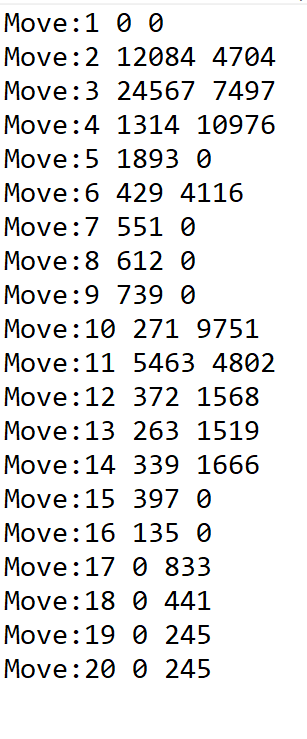 Move:1 0 0
Move:2 12084 4704
Move:3 24567 7497
Move:4 1314 10976
Move:5 1893 0
Move:6 429 4116
Move:7 551 0
Move:8 612 0
Move:9 739 0
Move:10 271 9751
Move:11 5463 4802
Move:12 372 1568
Move:13 263 1519
Move:14 339 1666
Move:15 397 0
Move:16 135 0
Move:17 0 833
Move:18 0 441
Move:19 0 245
Move:20 0 245